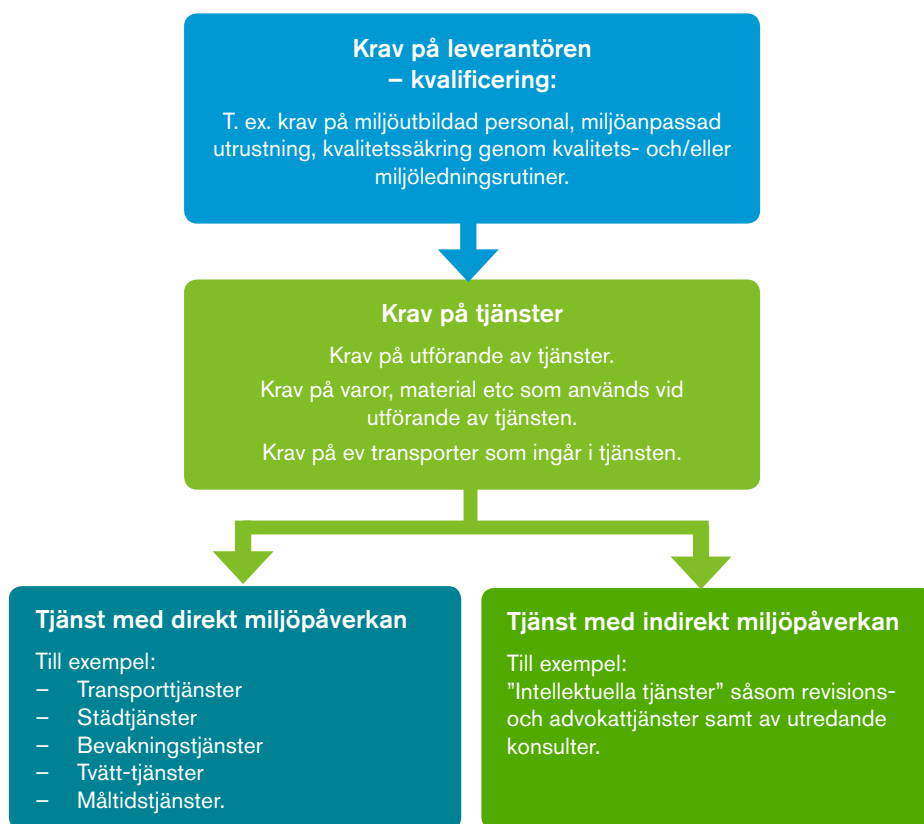 Krav på leverantören
– kvalificering:
T. ex. krav på miljöutbildad personal, miljöanpassad
utrustning, kvalitetssäkring genom kvalitets- och/eller
miljöledningsrutiner.
Krav på tjänster
Krav på utförande av tjänster.
Krav på varor, material etc som används vid
utförande av tjänsten.
Krav på ev transporter som ingår i tjänsten.
Tjänst med direkt miljöpåverkan
Till exempel:
– Transporttjänster
– Städtjänster
– Bevakningstjänster
– Tvätt-tjänster
– Måltidstjänster.
Tjänst med indirekt miljöpåverkan
Till exempel:
”Intellektuella tjänster” såsom revisions-
och advokattjänster samt av utredande
konsulter.